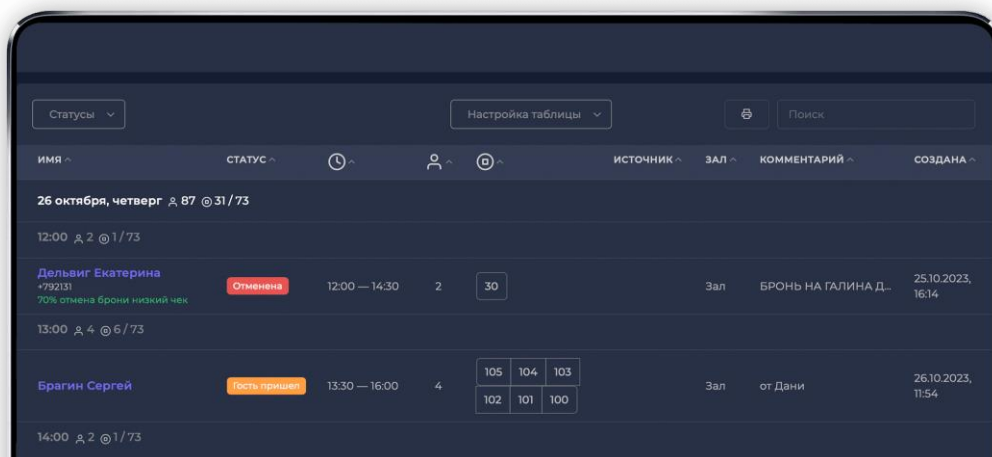 Статусы
Настройка таблицы
Поиск
ИМЯ СТАТУС ИСТОЧНИК ЗАЛ КОММЕНТАРИЙ СОЗДАНА
26 октября, четверг 87 31 / 73
12:00 2 1 / 73
Дельвиг Екатерина
+792131
70% отмена брони низкий чек
Отменена
12:00 — 14:30
2
30
Зал
БРОНЬ НА ГАЛИНА Д...
25.10.2023,
16:14
13:00 4 6 / 73
Брагин Сергей
Гость пришел
13:30 — 16:00
4
105 104 103
102 101 100
Зал
от Дани
26.10.2023,
11:54
14:00 2 1 / 73